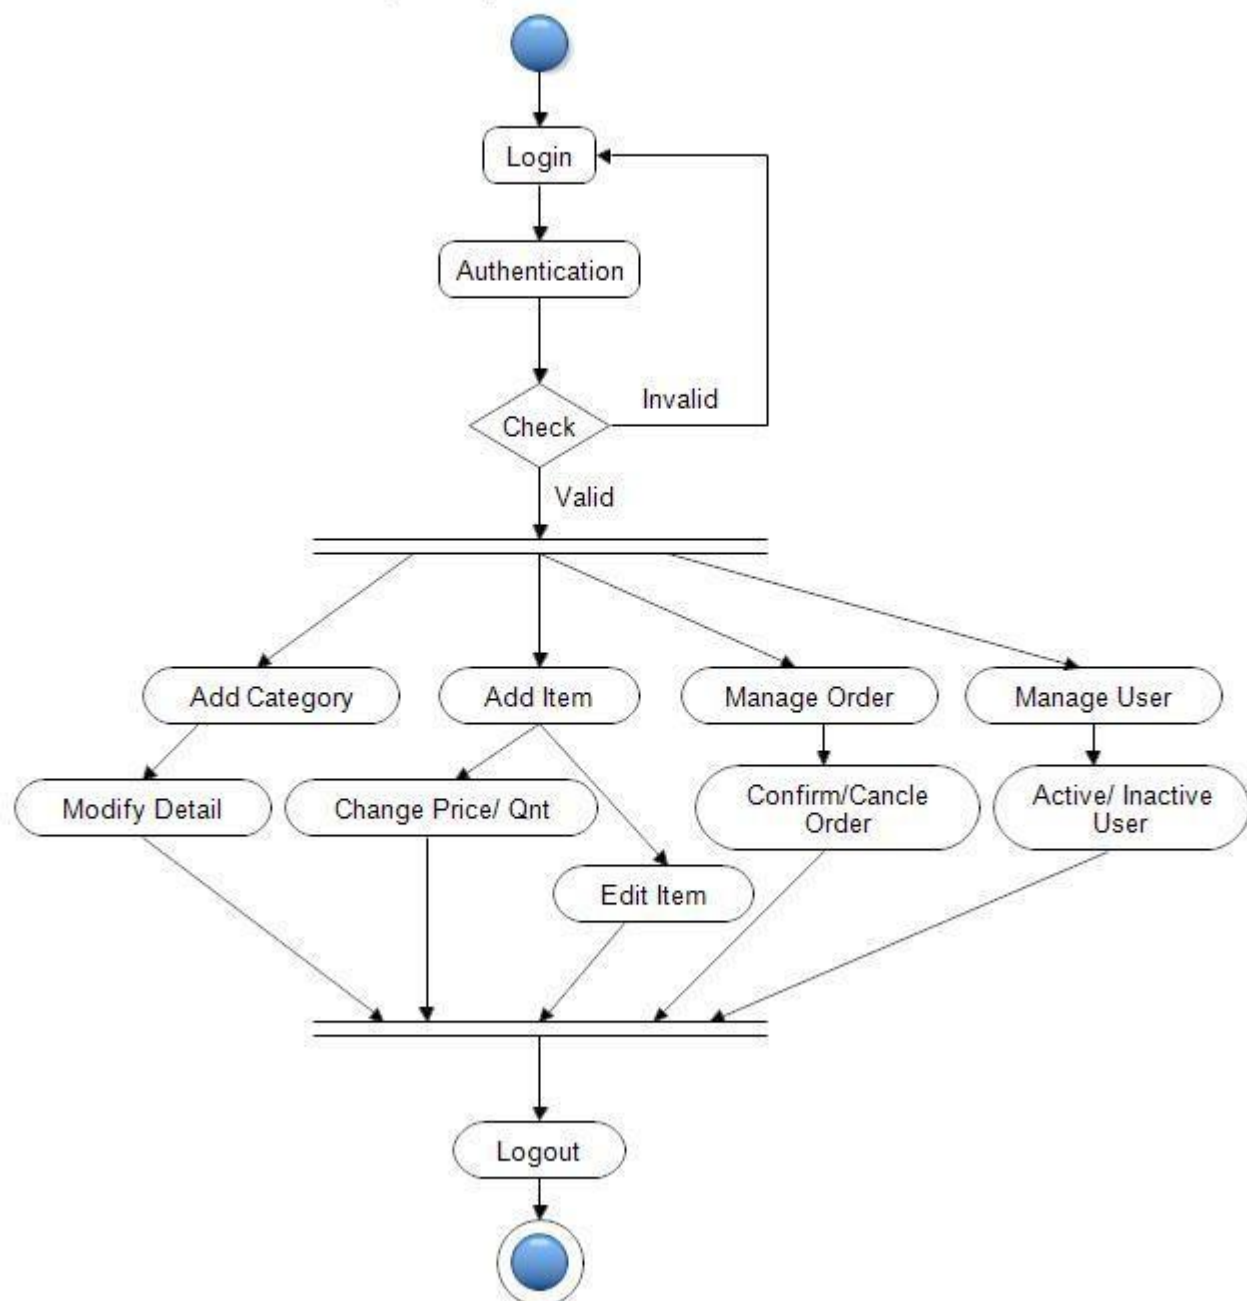 Login
Authentication
Check
Invalid
Valid
Add Category
Add Item
Manage Order
Manage User
Modify Detail
Change Price/ Qnt
Confirm/Cancle
Order
Active/ Inactive
User
Edit Item
Logout